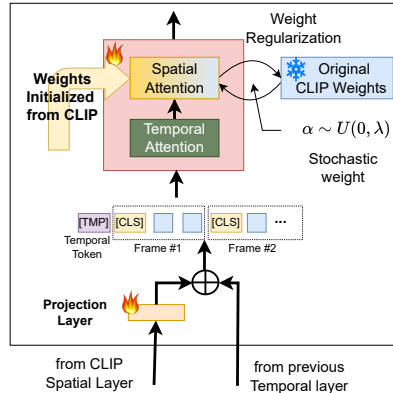 Weight
Regularization
Weights
Initialized
from CLIP
Spatial
Attention
Original
CLIP Weights
Temporal
Attention
α ∼ U(0, λ)
Stochastic
weight
[TMP] [CLS] [CLS] ...
Temporal
Token
Frame #1 Frame #2
Projection
Layer
from CLIP
Spatial Layer
from previous
Temporal layer